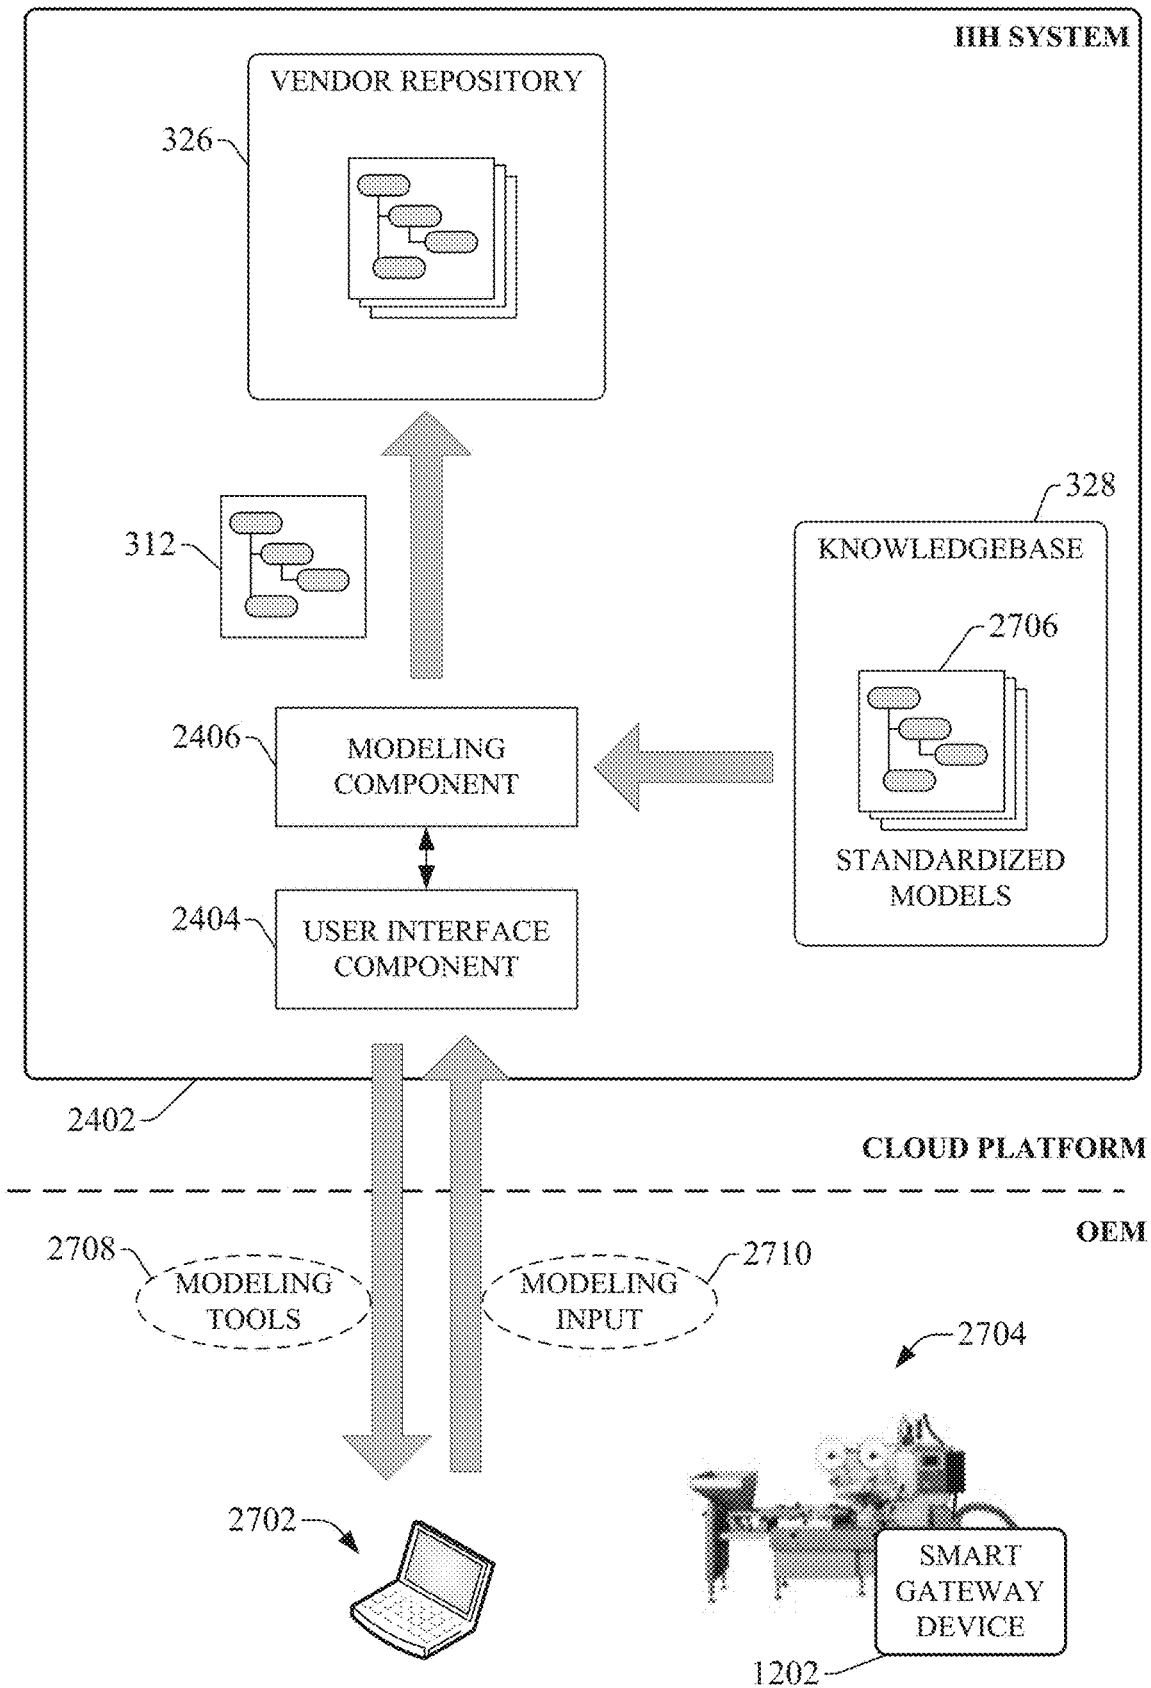 IIH SYSTEM
VENDOR REPOSITORY
326
312
328
KNOWLEDGEBASE
2706
STANDARDIZED
MODELS
2406
MODELING
COMPONENT
2404
USER INTERFACE
COMPONENT
2402
CLOUD PLATFORM
OEM
2708
MODELING
TOOLS
2710
MODELING
INPUT
2704
2702
SMART
GATEWAY
DEVICE
1202